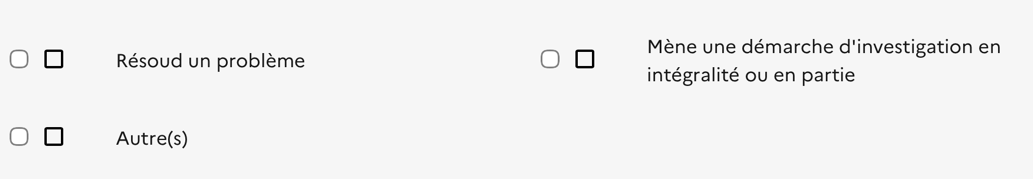 Résoud un problème
Mène une démarche d'investigation en
intégralité ou en partie
Autre(s)